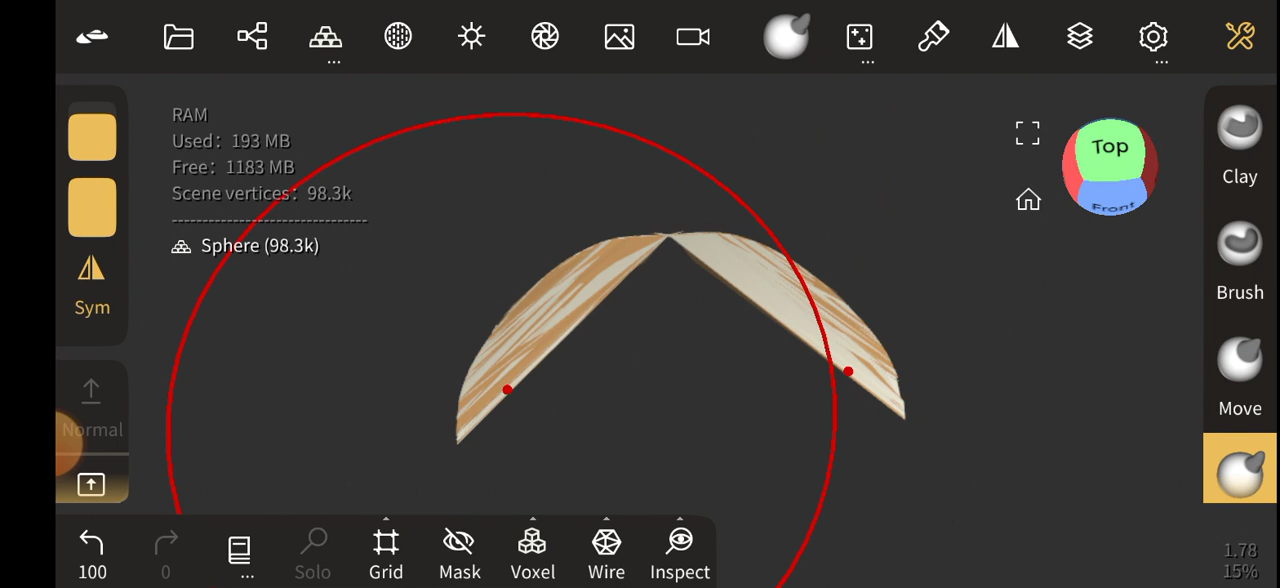 RAM
Used: 193 MB
Free: 1183 MB
Scene vertices: 98.3k
--------------------------------
Sphere (98.3k)
Top
Front
Sym
Normal
Clay
Brush
Move
100
0
...
Solo
Grid
Mask
Voxel
Wire
Inspect
1.78
15%